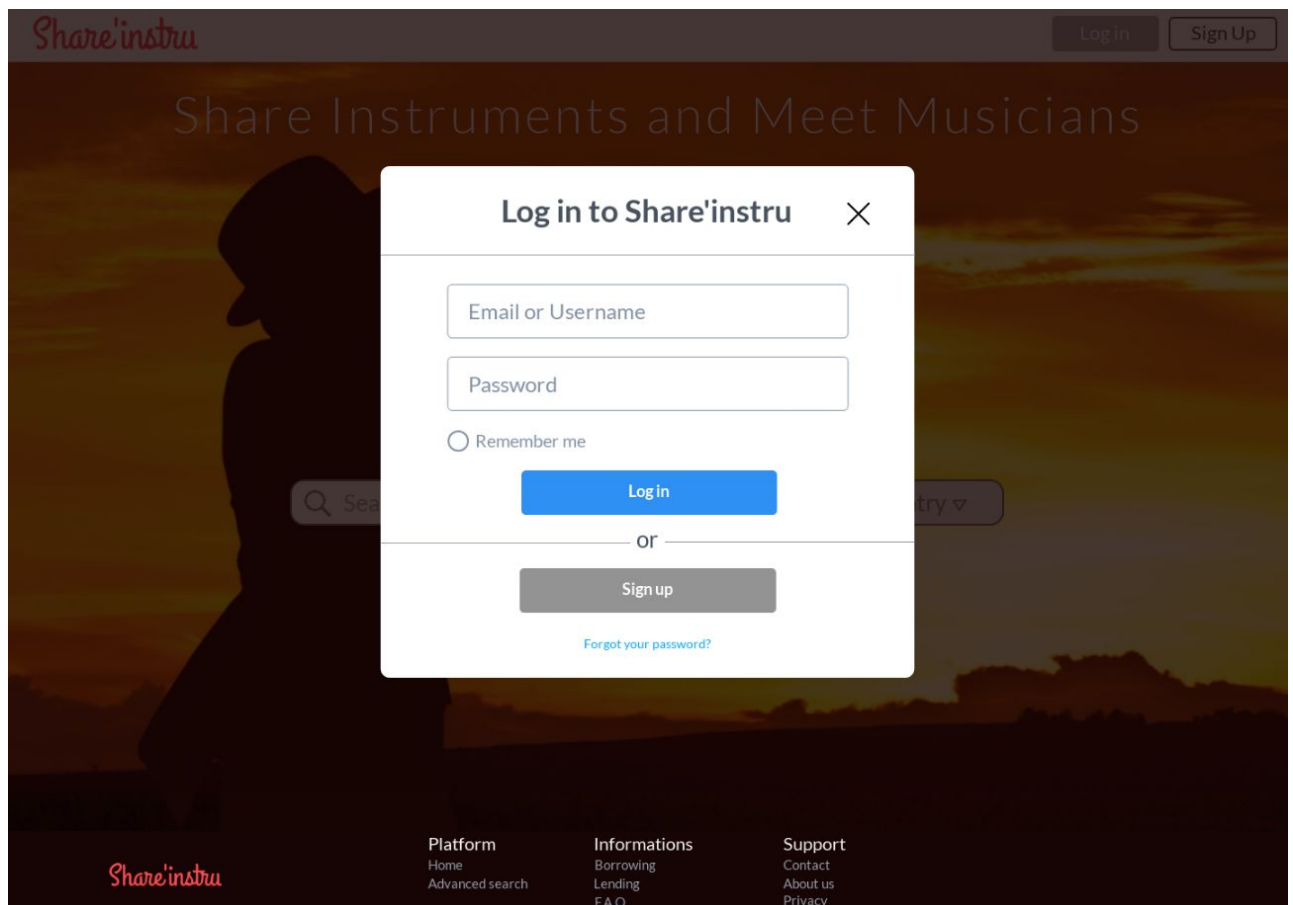 Share'instru
Log in
Sign Up
Share Instruments and Meet Musicians
Log in to Share'instru
Email or Username
Password
Remember me
Log in
or
Sign up
Forgot your password?
Share'instru
Platform
Home
Advanced search
Informations
Borrowing
Lending
F.A.Q
Support
Contact
About us
Privacy